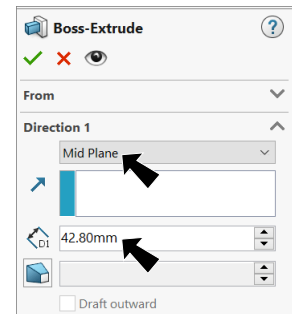 Boss-Extrude
?
From
Direction 1
Mid Plane
D1
42.80mm
Draft outward